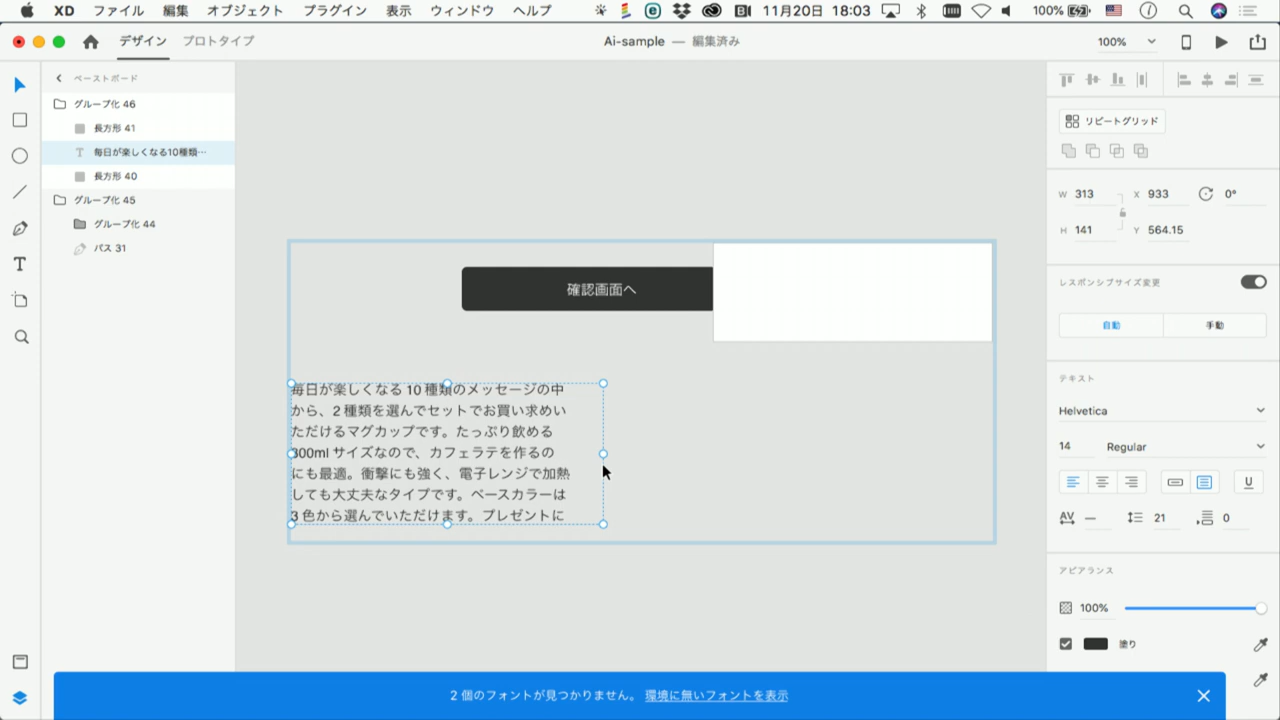 XD ファイル 編集 オブジェクト プラグイン 表示 ウィンドウ ヘルプ 11月20日 18:03 100%
デザイン プロトタイプ Ai-sample — 編集済み 100%
ペーストボード
グループ化 46
長方形 41
毎日が楽しくなる10種類…
長方形 40
グループ化 45
グループ化 44
パス 31
確認画面へ
毎日が楽しくなる 10 種類のメッセージの中
から、2 種類を選んでセットでお買い求めい
ただけるマグカップです。たっぷり飲める
300ml サイズなので、カフェラテを作るの
にも最適。衝撃にも強く、電子レンジで加熱
しても大丈夫なタイプです。ベースカラーは
3 色から選んでいただけます。プレゼントに
リピートグリッド
W 313 X 933 0°
H 141 Y 564.15
レスポンシブサイズ変更
自動 手動
テキスト
Helvetica
14 Regular
U
AV — 21 0
アピアランス
100%
塗り
2 個のフォントが見つかりません。 環境に無いフォントを表示